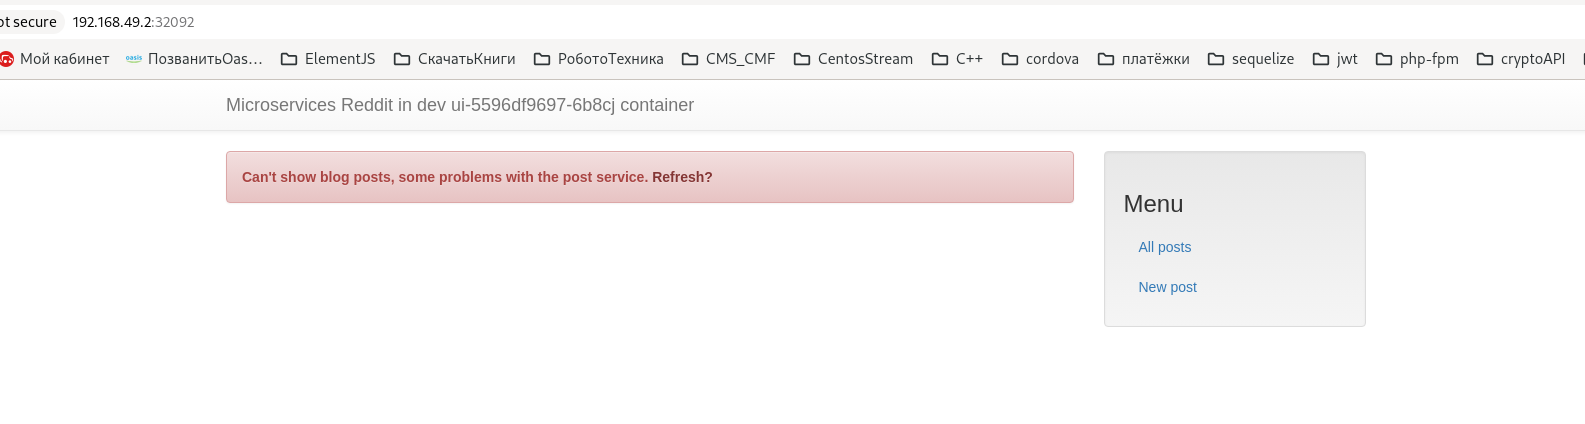 ot secure 192.168.49.2:32092
Мой кабинет ПозванитьOas... ElementJS СкачатьКниги РоботоТехника CMS_CMF CentosStream C++ cordova платёжки sequelize jwt php-fpm cryptoAPI
Microservices Reddit in dev ui-5596df9697-6b8cj container
Can't show blog posts, some problems with the post service. Refresh?
Menu
All posts
New post